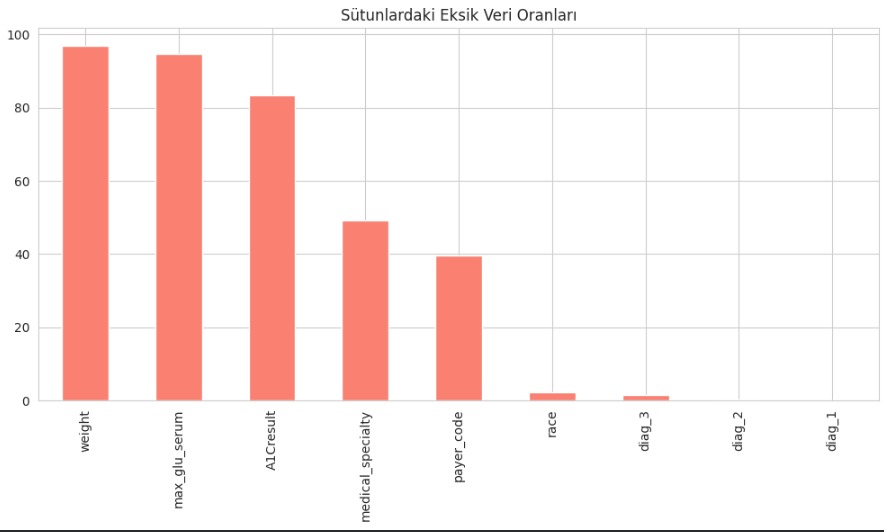 Sütunlardaki Eksik Veri Oranları
100
80
60
40
20
0
weight
max_glu_serum
A1Cresult
medical_specialty
payer_code
race
diag_3
diag_2
diag_1